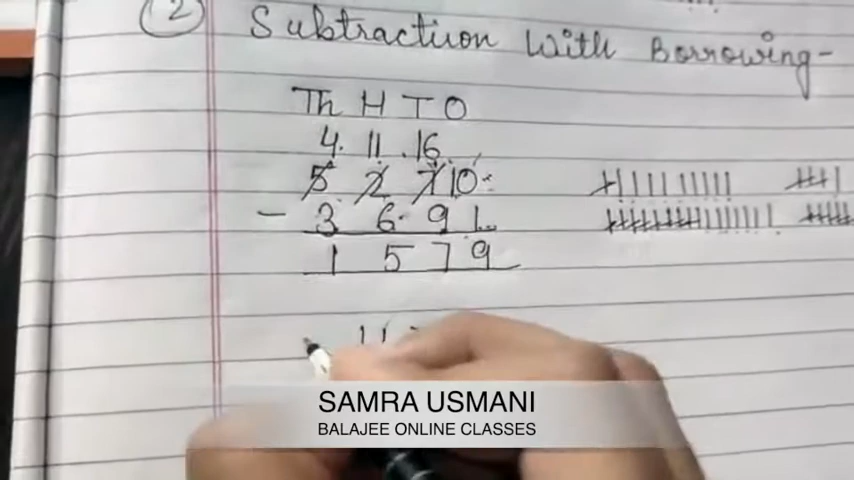 2 Subtraction With Borrowing-
Th H T O
4 11 16
5 2 7 10
- 3 6 9 1
1 5 7 9
SAMRA USMANI
BALAJEE ONLINE CLASSES